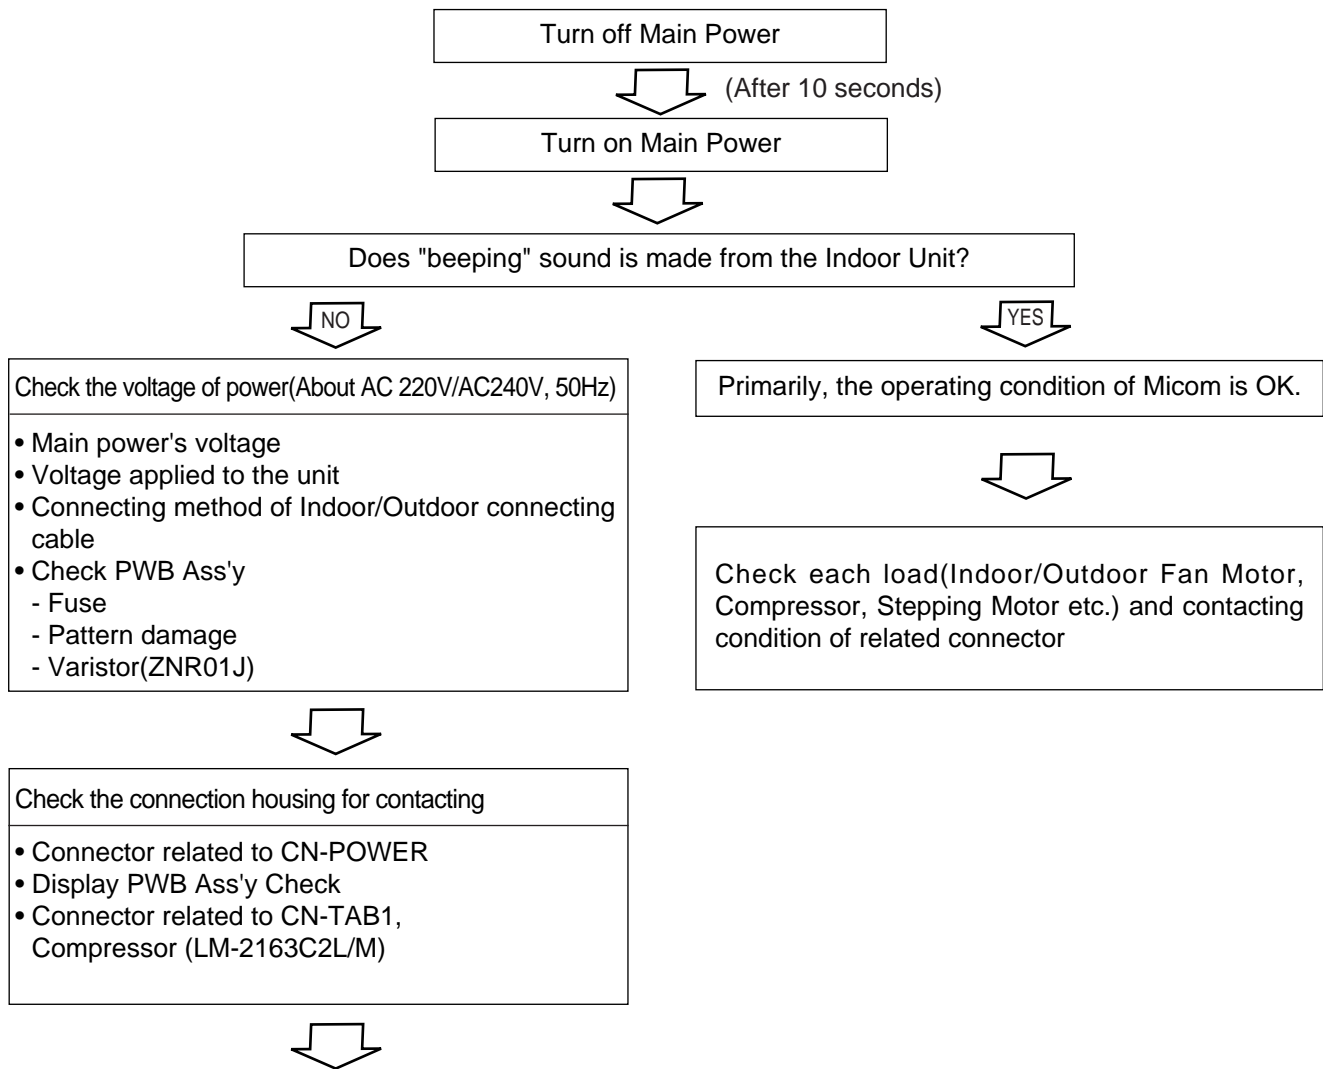 Turn off Main Power
(After 10 seconds)
Turn on Main Power
Does "beeping" sound is made from the Indoor Unit?
NO
YES
Check the voltage of power(About AC 220V/AC240V, 50Hz)
• Main power's voltage
• Voltage applied to the unit
• Connecting method of Indoor/Outdoor connecting
cable
• Check PWB Ass'y
- Fuse
- Pattern damage
- Varistor(ZNR01J)
Primarily, the operating condition of Micom is OK.
Check each load(Indoor/Outdoor Fan Motor,
Compressor, Stepping Motor etc.) and contacting
condition of related connector
Check the connection housing for contacting
• Connector related to CN-POWER
• Display PWB Ass'y Check
• Connector related to CN-TAB1,
Compressor (LM-2163C2L/M)